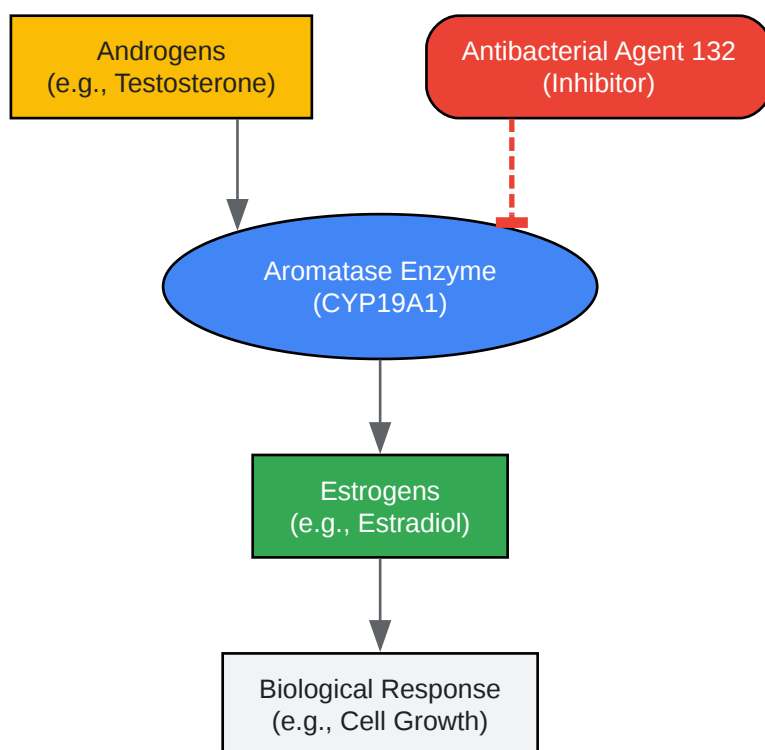 Androgens
(e.g., Testosterone)
Antibacterial Agent 132
(Inhibitor)
Aromatase Enzyme
(CYP19A1)
Estrogens
(e.g., Estradiol)
Biological Response
(e.g., Cell Growth)